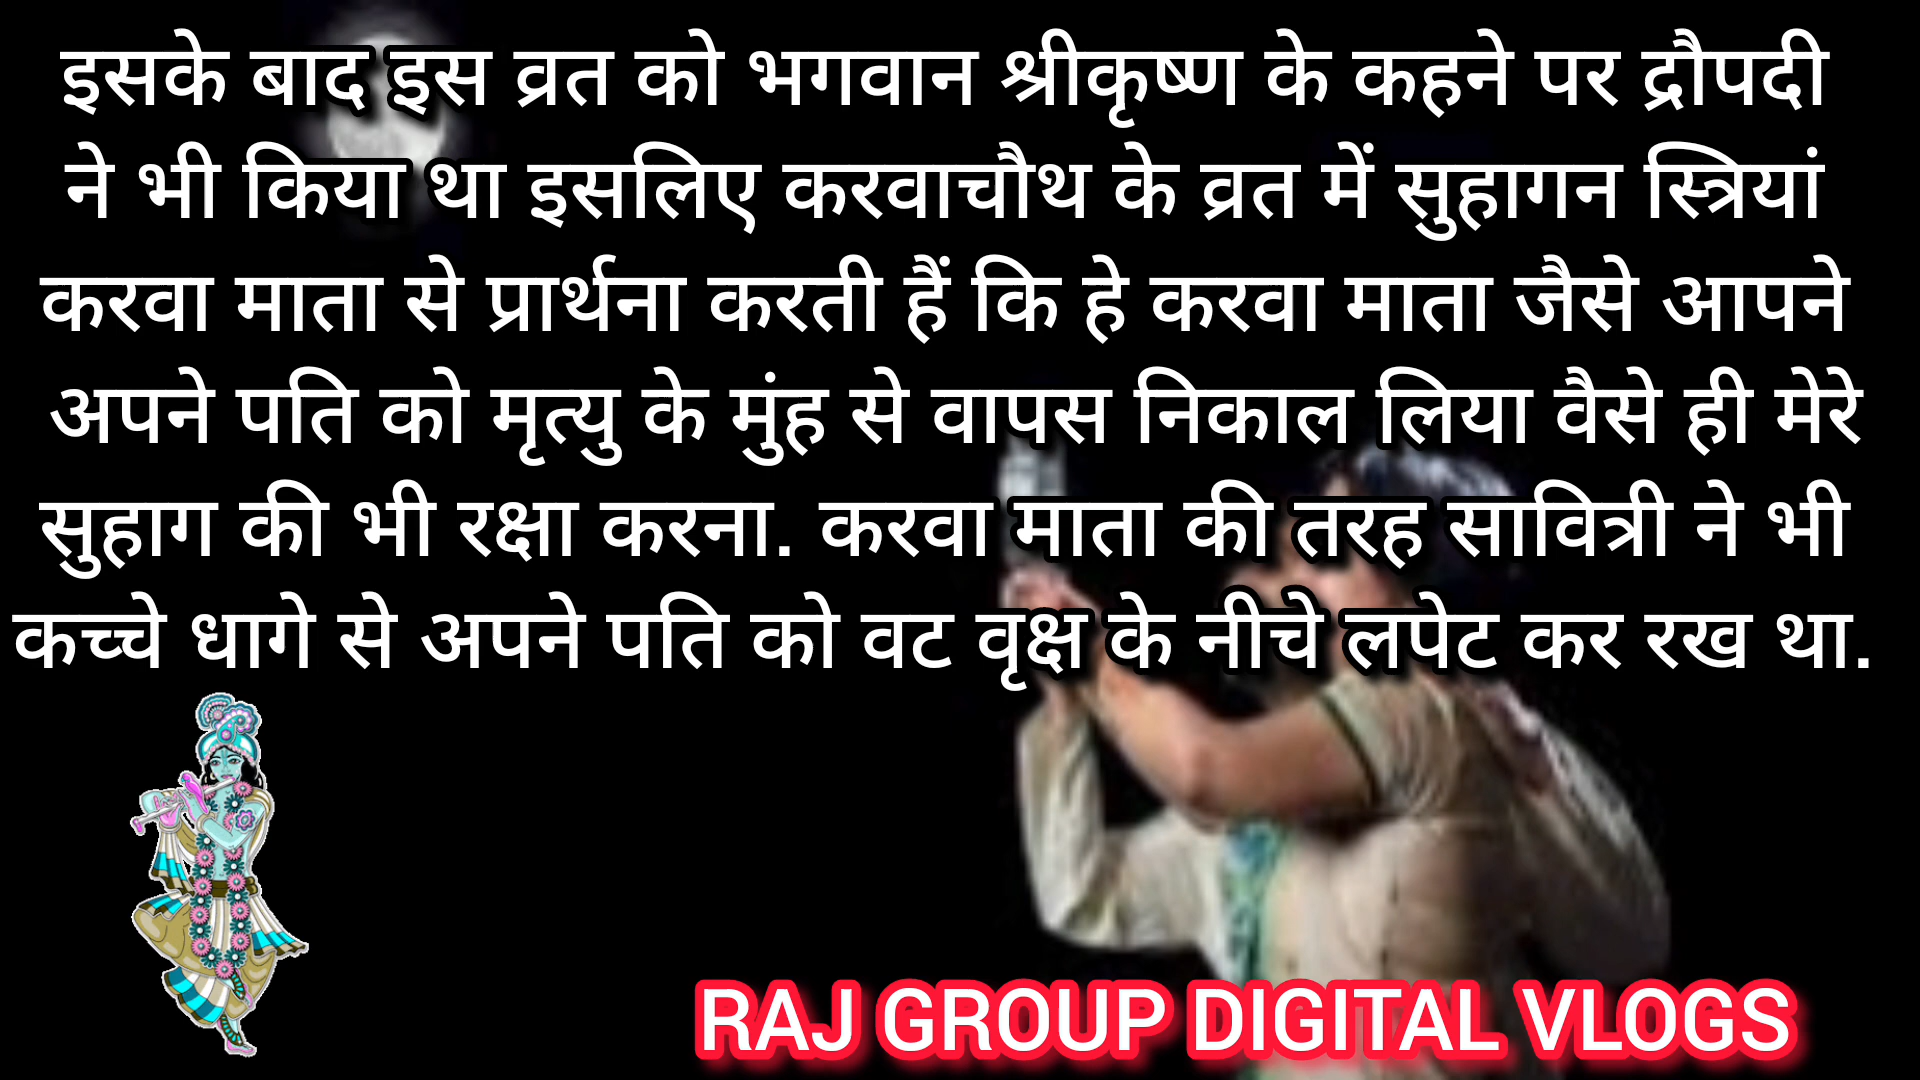 इसके बाद इस व्रत को भगवान श्रीकृष्ण के कहने पर द्रौपदी
ने भी किया था इसलिए करवाचौथ के व्रत में सुहागन स्त्रियां
करवा माता से प्रार्थना करती हैं कि हे करवा माता जैसे आपने
अपने पति को मृत्यु के मुंह से वापस निकाल लिया वैसे ही मेरे
सुहाग की भी रक्षा करना. करवा माता की तरह सावित्री ने भी
कच्चे धागे से अपने पति को वट वृक्ष के नीचे लपेट कर रख था.
RAJ GROUP DIGITAL VLOGS